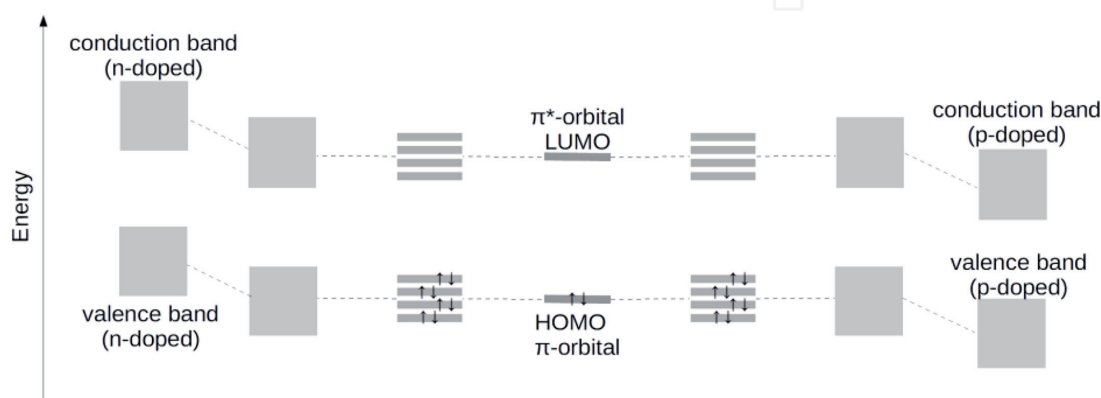 conduction band
(n-doped)
π*-orbital
LUMO
conduction band
(p-doped)
Energy
valence band
(n-doped)
HOMO
π-orbital
valence band
(p-doped)